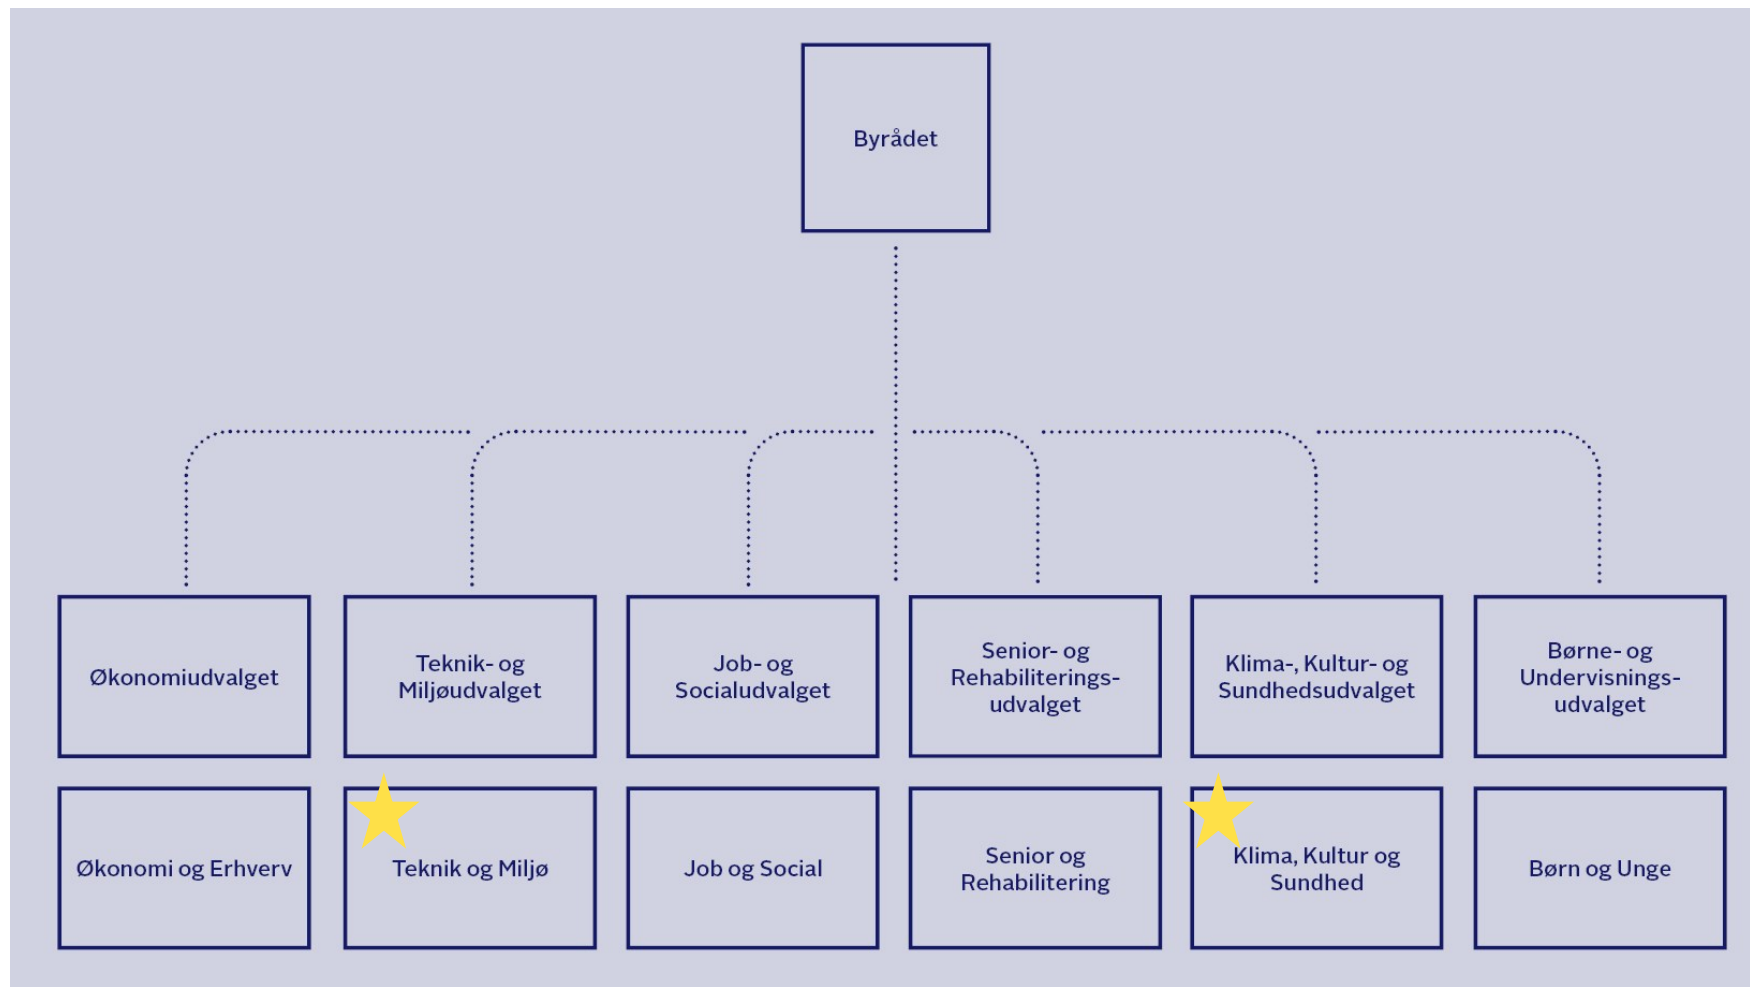 Byrådet
Økonomiudvalget
Teknik- og
Miljøudvalget
Job- og
Socialudvalget
Senior- og
Rehabiliterings-
udvalget
Klima-, Kultur- og
Sundhedsudvalget
Børne- og
Undervisnings-
udvalget
Økonomi og Erhverv
Teknik og Miljø
Job og Social
Senior og
Rehabilitering
Klima, Kultur og
Sundhed
Børn og Unge